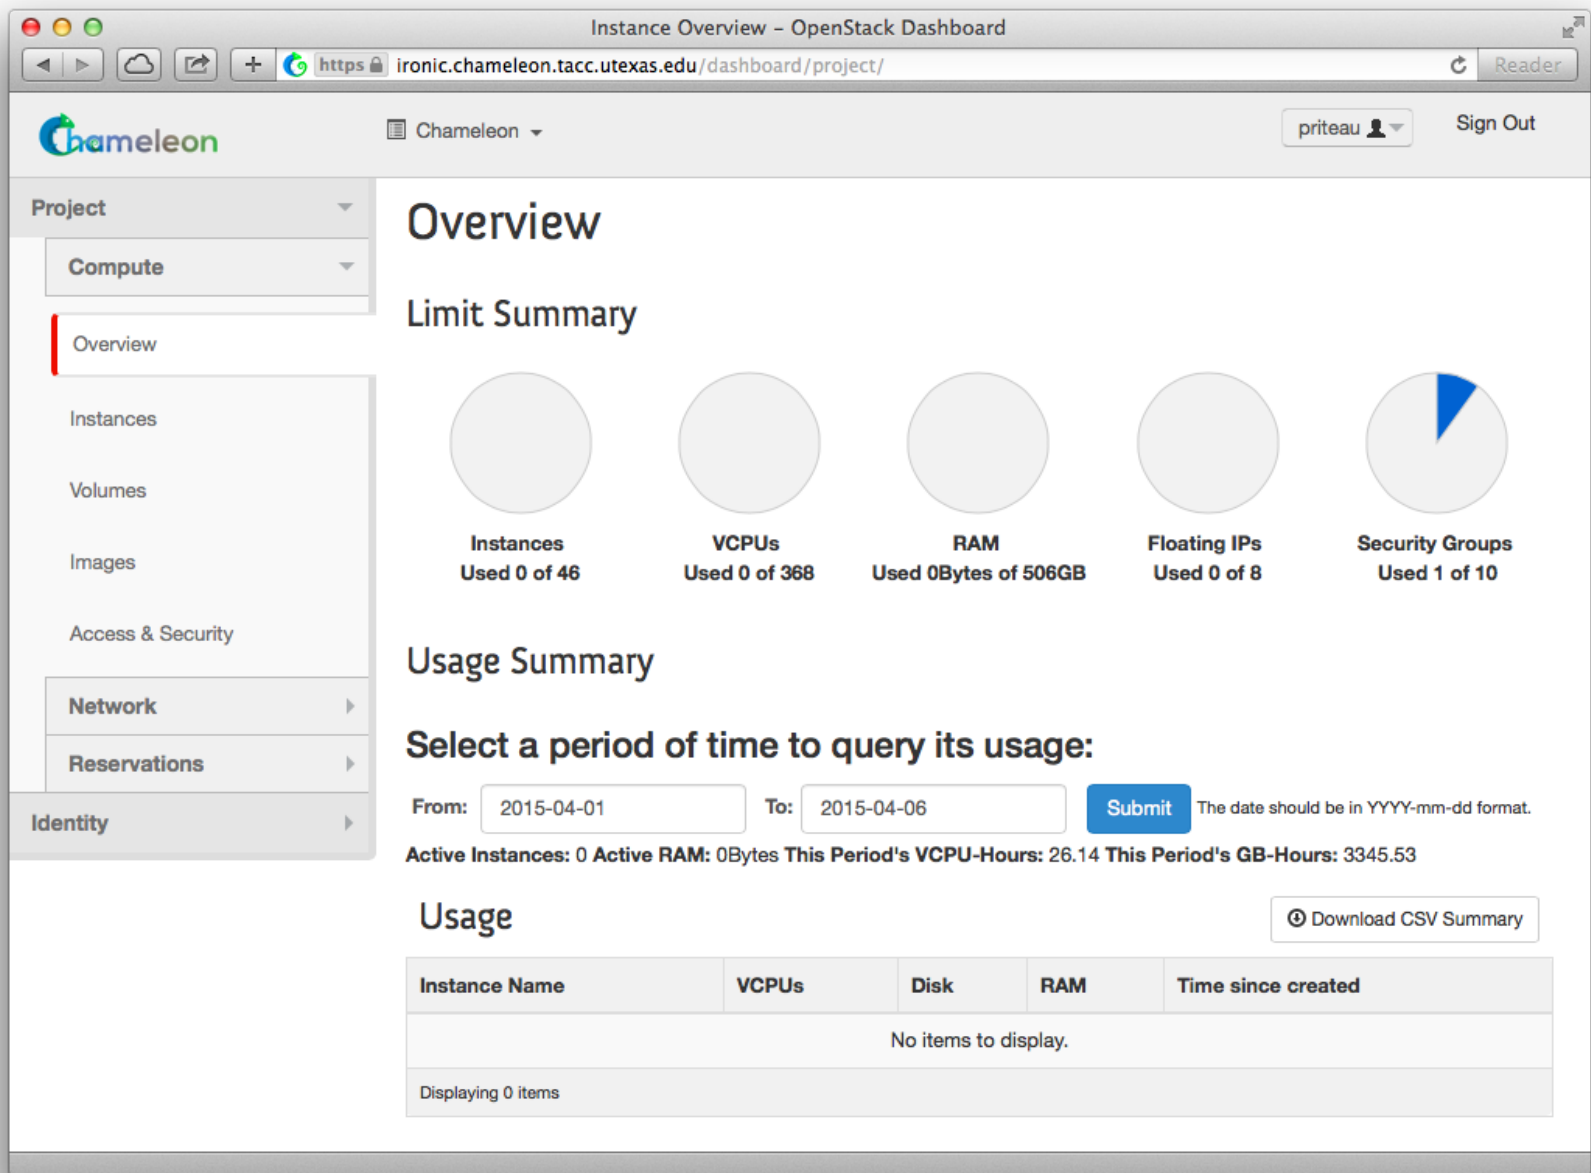 Instance Overview – OpenStack Dashboard
https ironic.chameleon.tacc.utexas.edu/dashboard/project/ Reader
Chameleon
Chameleon
priteau
Sign Out
Project
Compute
Overview
Instances
Volumes
Images
Access & Security
Network
Reservations
Identity
Overview
Limit Summary
Instances
Used 0 of 46
VCPUs
Used 0 of 368
RAM
Used 0Bytes of 506GB
Floating IPs
Used 0 of 8
Security Groups
Used 1 of 10
Usage Summary
Select a period of time to query its usage:
From: 2015-04-01 To: 2015-04-06 Submit The date should be in YYYY-mm-dd format.
Active Instances: 0 Active RAM: 0Bytes This Period's VCPU-Hours: 26.14 This Period's GB-Hours: 3345.53
Usage
Download CSV Summary
Instance Name VCPUs Disk RAM Time since created
No items to display.
Displaying 0 items